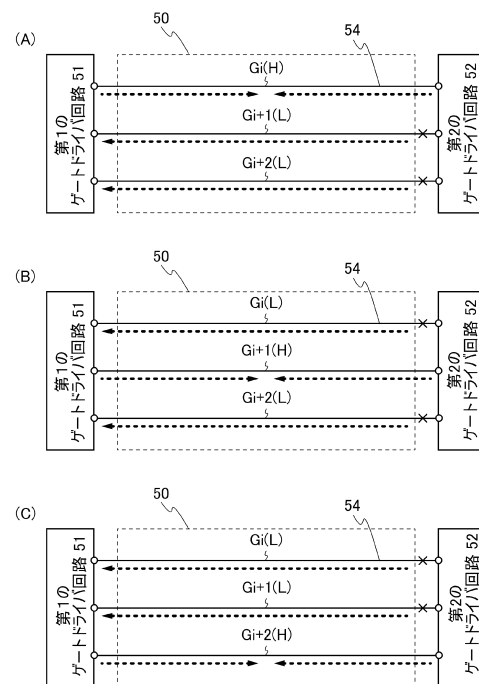 (A)
50
54
Gi(H)
Gi+1(L)
Gi+2(L)
第1の
ゲートドライバ回路 51
第2の
ゲートドライバ回路 52
(B)
50
54
Gi(L)
Gi+1(H)
Gi+2(L)
第1の
ゲートドライバ回路 51
第2の
ゲートドライバ回路 52
(C)
50
54
Gi(L)
Gi+1(L)
Gi+2(H)
第1の
ゲートドライバ回路 51
第2の
ゲートドライバ回路 52